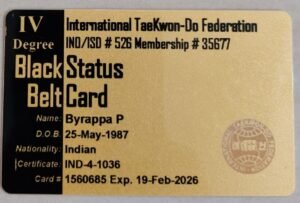 IV
Degree
International TaeKwon-Do Federation
IND/ISD # 526 Membership # 35677
Black Status
Belt Card
Name: Byrappa P
D.O.B. 25-May-1987
Nationality: Indian
Certificate: IND-4-1036
Card # 1560685 Exp. 19-Feb-2026